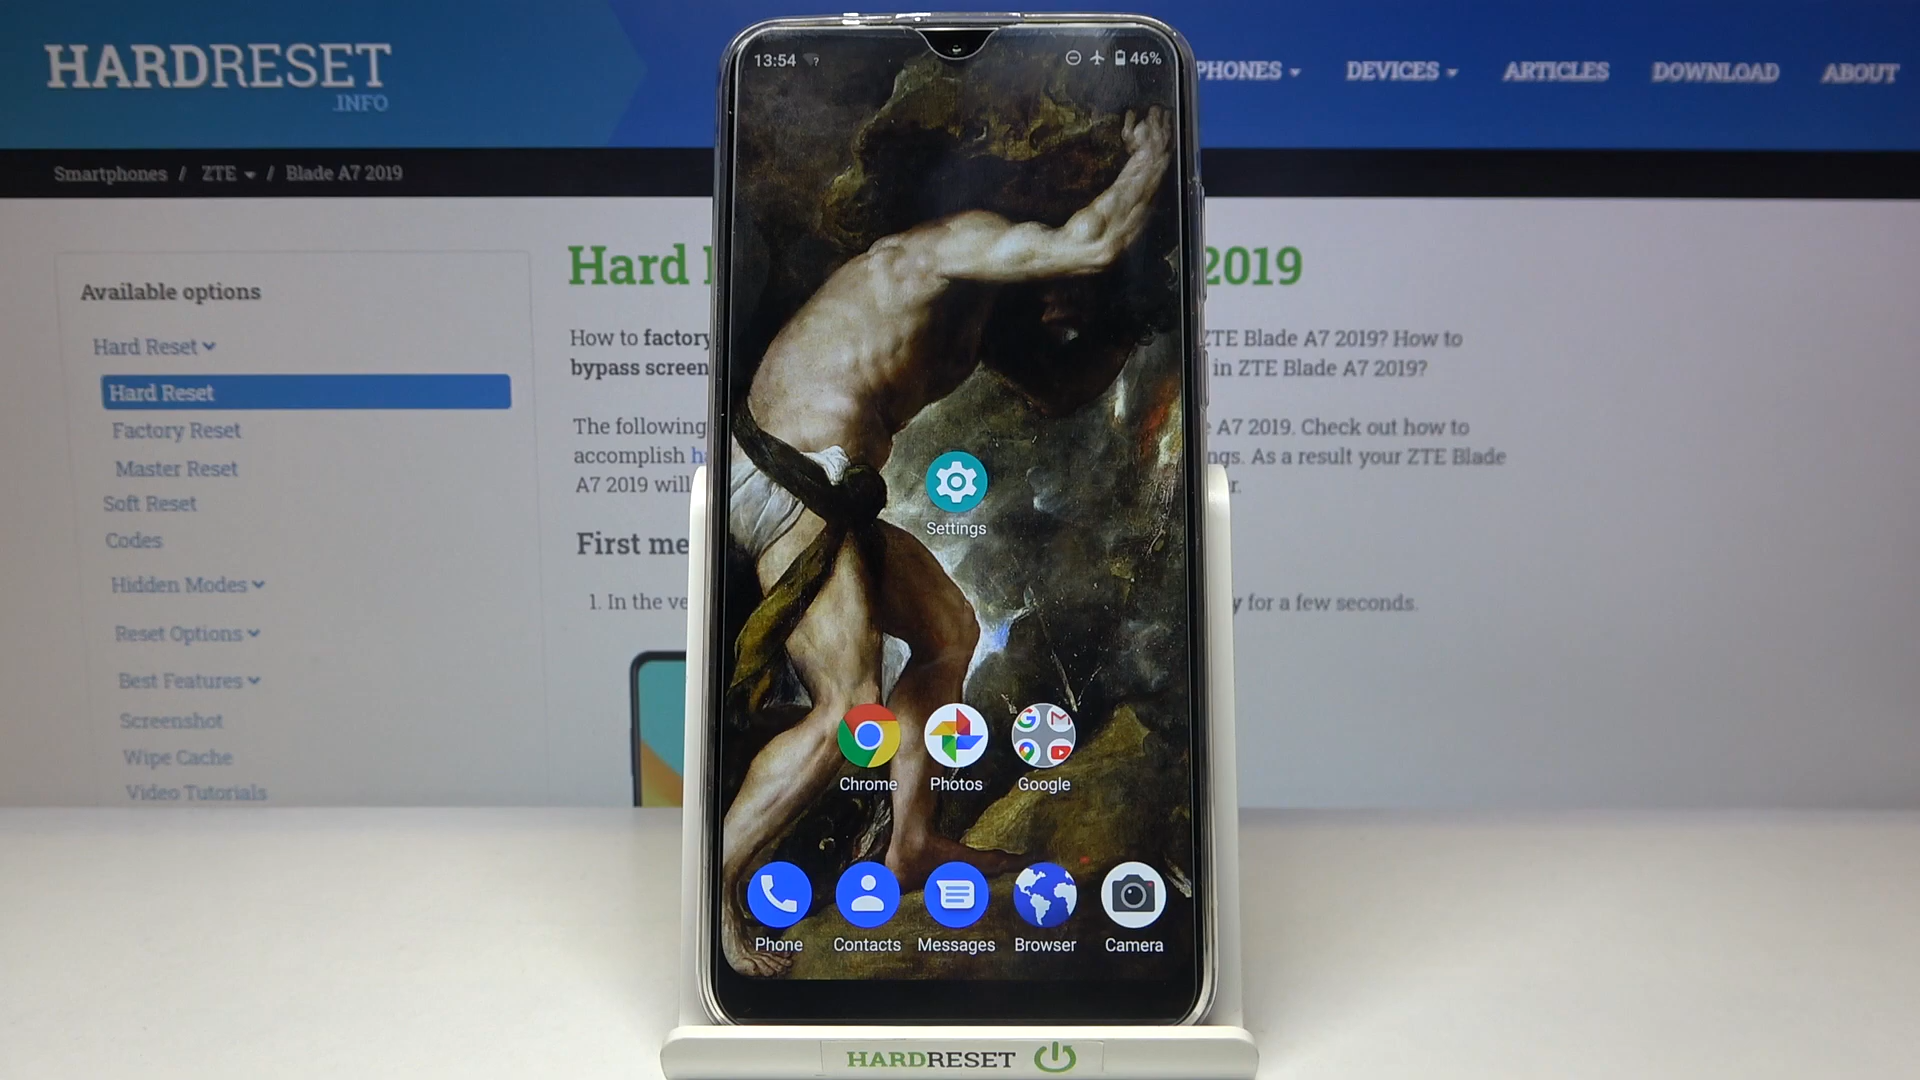 HARDRESET
.INFO
PHONES DEVICES ARTICLES DOWNLOAD ABOUT
Smartphones / ZTE / Blade A7 2019
Available options
Hard Reset
Hard Reset
Factory Reset
Master Reset
Soft Reset
Codes
Hidden Modes
Reset Options
Best Features
Screenshot
Wipe Cache
Video Tutorials
Hard 2019
How to factory ZTE Blade A7 2019? How to
bypass screen in ZTE Blade A7 2019?
The following A7 2019. Check out how to
accomplish As a result your ZTE Blade
A7 2019 will
First
1. In the for a few seconds.
13:54 ? 46%
Settings
Chrome Photos Google
Phone Contacts Messages Browser Camera
HARDRESET